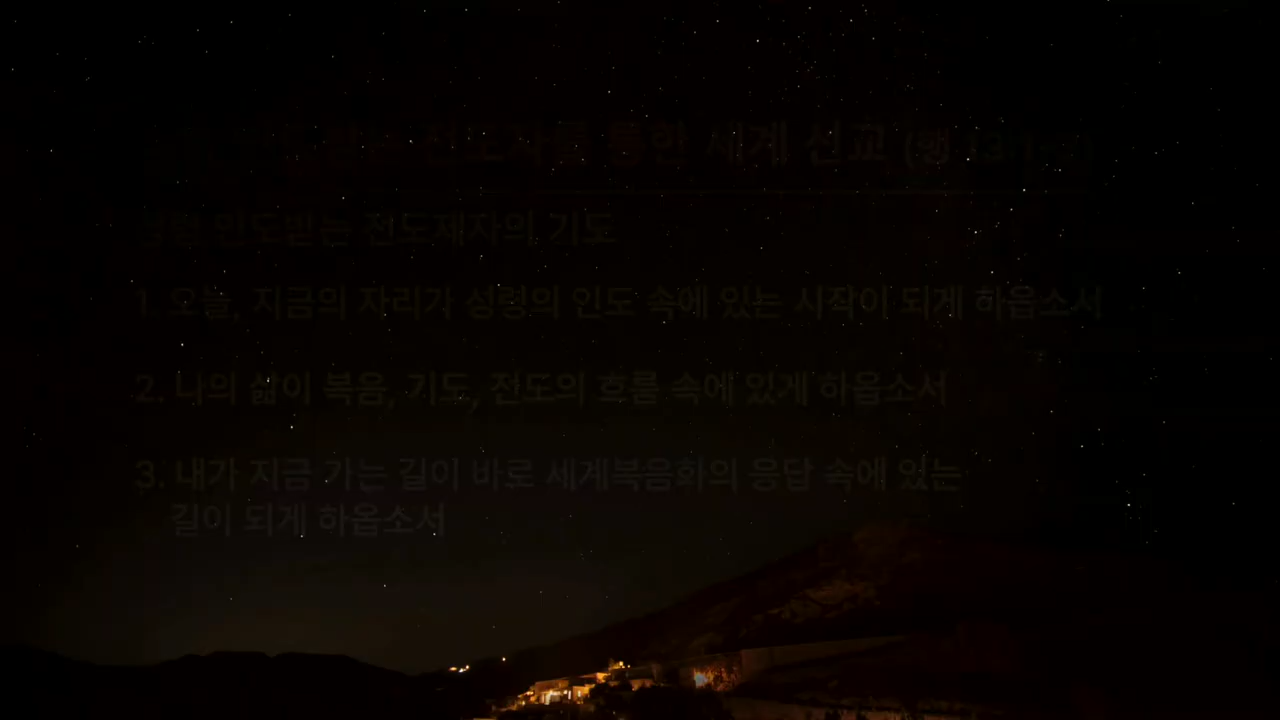 전도자를 통한 세계 선교 (행 13:1-
성령 인도받는 전도제자의 기도
1. 오늘, 지금의 자리가 성령의 인도 속에 있는 시작이 되게 하옵소서
2. 나의 삶이 복음, 기도, 전도의 흐름 속에 있게 하옵소서
3. 내가 지금 가는 길이 바로 세계복음화의 응답 속에 있는
길이 되게 하옵소서